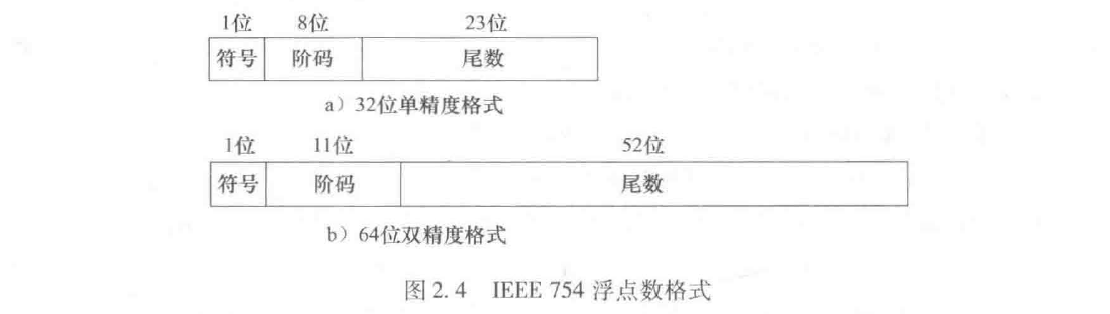 1位 8位 23位
符号 阶码 尾数
a）32位单精度格式
1位 11位 52位
符号 阶码 尾数
b）64位双精度格式
图 2.4 IEEE 754 浮点数格式